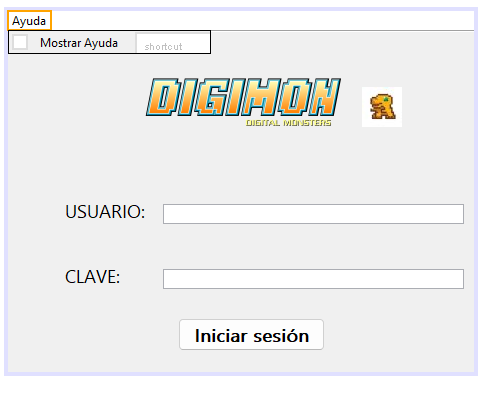 Ayuda
Mostrar Ayuda shortcut
DIGIMON
DIGITAL MONSTERS
USUARIO:
CLAVE:
Iniciar sesión